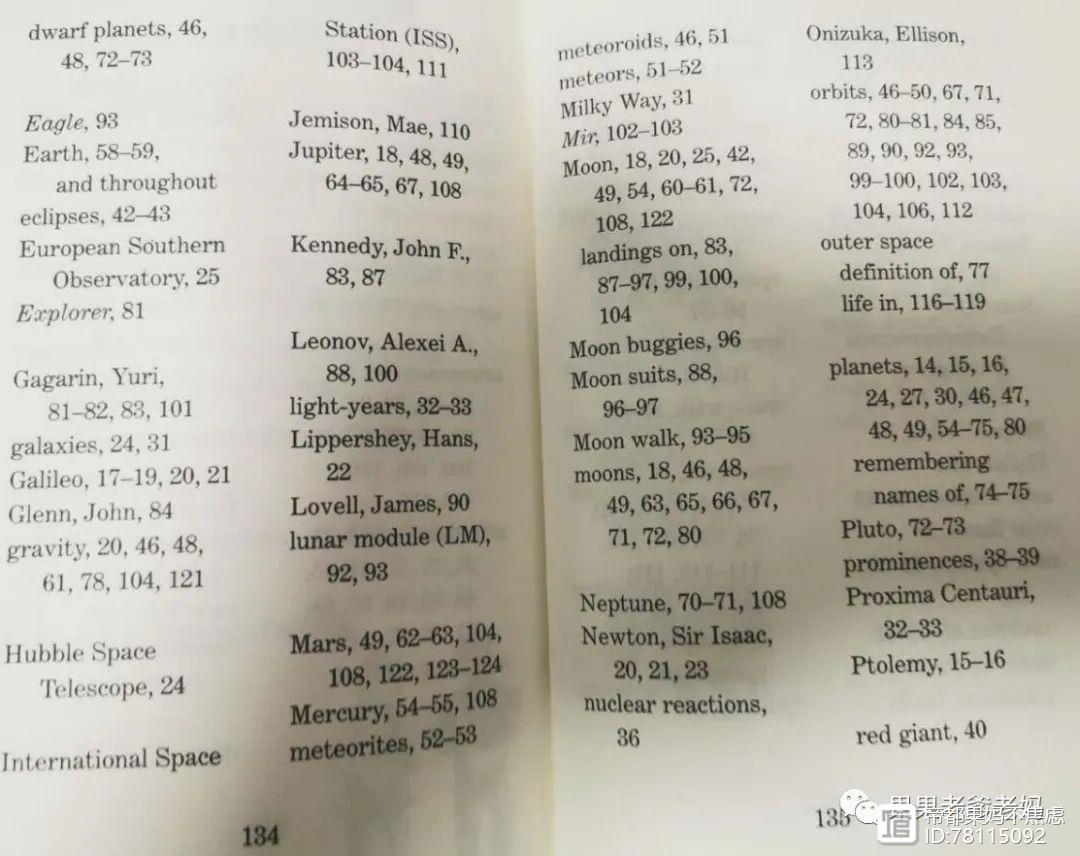 dwarf planets, 46,
48, 72–73
Eagle, 93
Earth, 58–59,
and throughout
eclipses, 42–43
European Southern
Observatory, 25
Explorer, 81
Gagarin, Yuri,
81–82, 83, 101
galaxies, 24, 31
Galileo, 17–19, 20, 21
Glenn, John, 84
gravity, 20, 46, 48,
61, 78, 104, 121
Hubble Space
Telescope, 24
International Space
Station (ISS),
103–104, 111
Jemison, Mae, 110
Jupiter, 18, 48, 49,
64–65, 67, 108
Kennedy, John F.,
83, 87
Leonov, Alexei A.,
88, 100
light-years, 32–33
Lippershey, Hans,
22
Lovell, James, 90
lunar module (LM),
92, 93
Mars, 49, 62–63, 104,
108, 122, 123–124
Mercury, 54–55, 108
meteorites, 52–53
134
meteoroids, 46, 51
meteors, 51–52
Milky Way, 31
Mir, 102–103
Moon, 18, 20, 25, 42,
49, 54, 60–61, 72,
108, 122
landings on, 83,
87–97, 99, 100,
104
Moon buggies, 96
Moon suits, 88,
96–97
Moon walk, 93–95
moons, 18, 46, 48,
49, 63, 65, 66, 67,
71, 72, 80
Neptune, 70–71, 108
Newton, Sir Isaac,
20, 21, 23
nuclear reactions,
36
Onizuka, Ellison,
113
orbits, 46–50, 67, 71,
72, 80–81, 84, 85,
89, 90, 92, 93,
99–100, 102, 103,
104, 106, 112
outer space
definition of, 77
life in, 116–119
planets, 14, 15, 16,
24, 27, 30, 46, 47,
48, 49, 54–75, 80
remembering
names of, 74–75
Pluto, 72–73
prominences, 38–39
Proxima Centauri,
32–33
Ptolemy, 15–16
red giant, 40
135
果果老爸老妈
帝都果妈不焦虑
ID:78115092